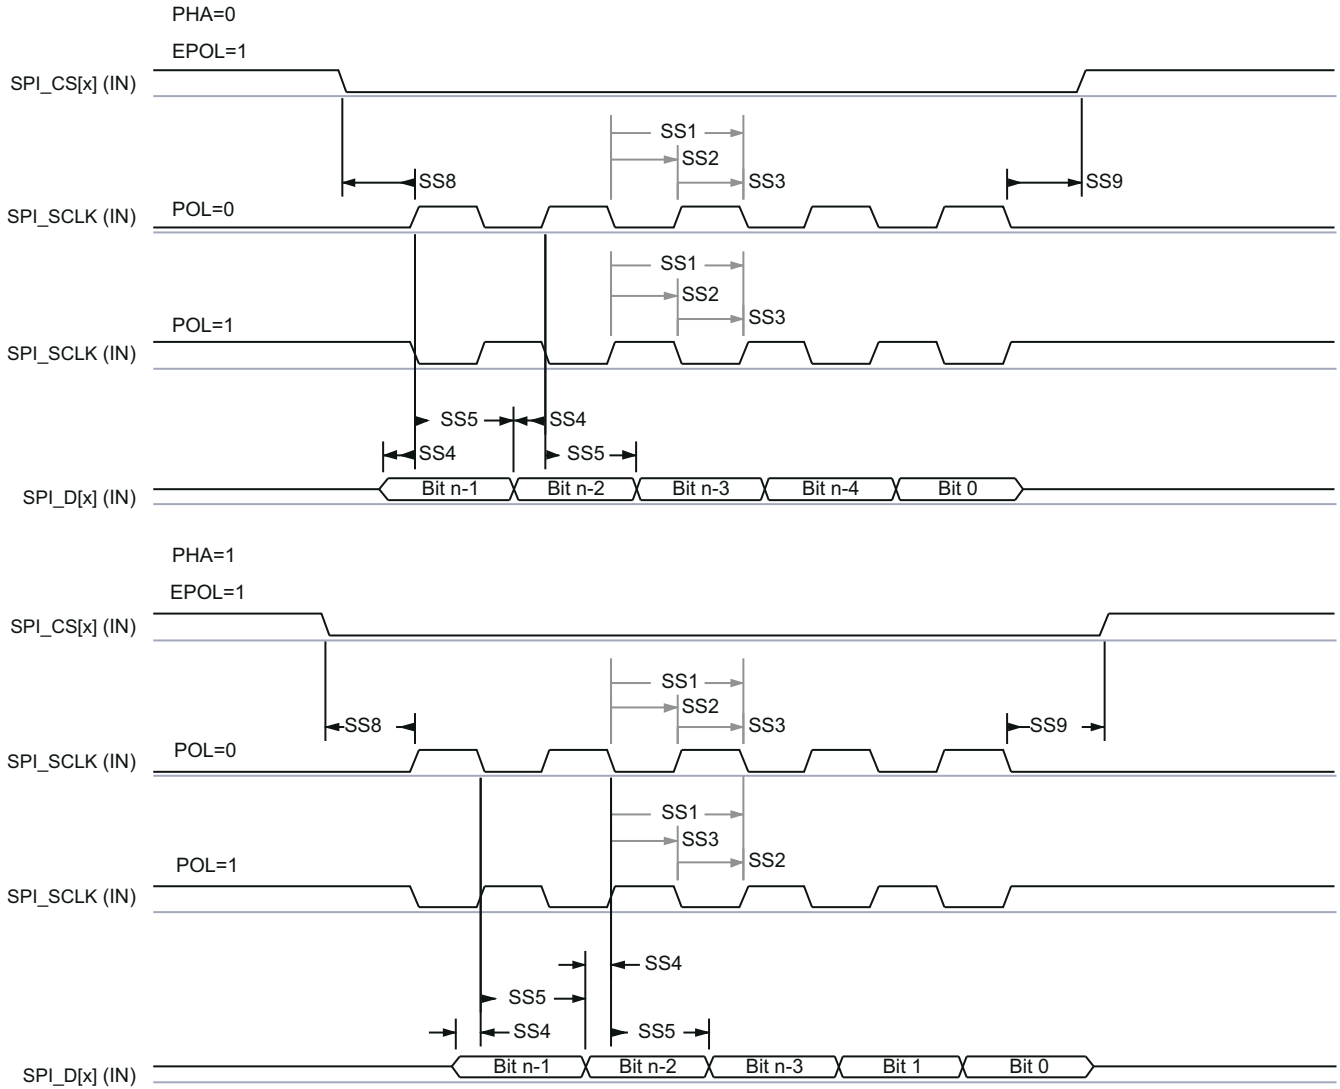 PHA=0
EPOL=1
SPI_CS[x] (IN)
SS1
SS2
SS8
SS3
SS9
SPI_SCLK (IN)
POL=0
SS1
SS2
SS3
POL=1
SPI_SCLK (IN)
SS5
SS4
SS4
SS5
SPI_D[x] (IN)
Bit n-1
Bit n-2
Bit n-3
Bit n-4
Bit 0
PHA=1
EPOL=1
SPI_CS[x] (IN)
SS1
SS2
SS8
SS3
SS9
POL=0
SPI_SCLK (IN)
SS1
SS3
SS2
POL=1
SPI_SCLK (IN)
SS4
SS5
SS4
SS5
SPI_D[x] (IN)
Bit n-1
Bit n-2
Bit n-3
Bit 1
Bit 0